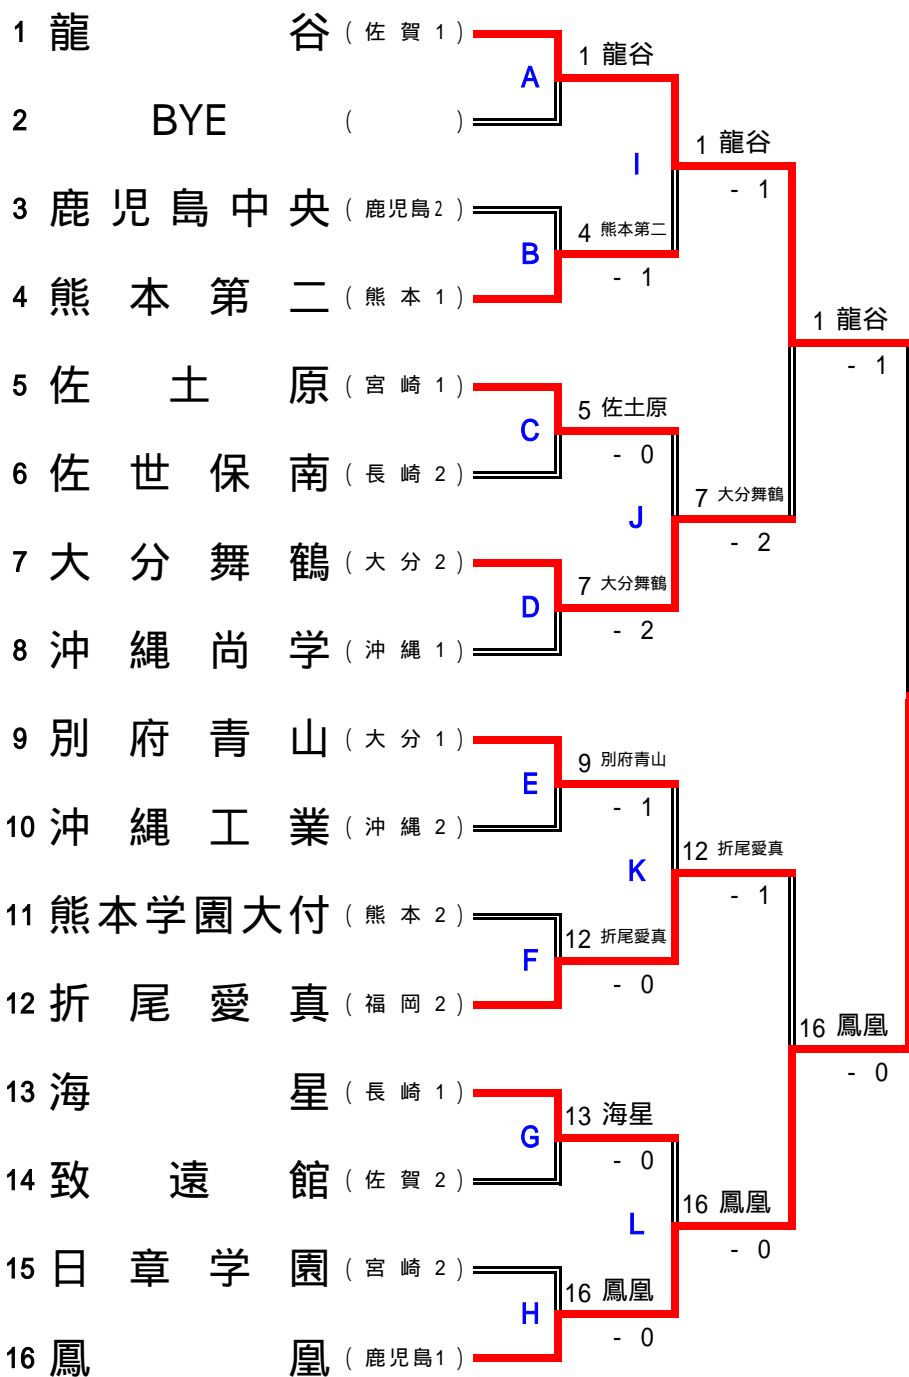 1 龍谷 (佐賀1)
1 龍谷
A
2 BYE ( )
1 龍谷
I
- 1
3 鹿児島中央 (鹿児島2)
4 熊本第二
B
- 1
4 熊本第二 (熊本1)
1 龍谷
- 1
5 佐土原 (宮崎1)
5 佐土原
C
- 0
6 佐世保南 (長崎2)
7 大分舞鶴
J
- 2
7 大分舞鶴 (大分2)
7 大分舞鶴
D
- 2
8 沖縄尚学 (沖縄1)
9 別府青山 (大分1)
9 別府青山
E
- 1
10 沖縄工業 (沖縄2)
12 折尾愛真
K
- 1
11 熊本学園大付 (熊本2)
12 折尾愛真
F
- 0
12 折尾愛真 (福岡2)
16 鳳凰
- 0
13 海星 (長崎1)
13 海星
G
- 0
14 致遠館 (佐賀2)
16 鳳凰
L
- 0
15 日章学園 (宮崎2)
16 鳳凰
H
- 0
16 鳳凰 (鹿児島1)